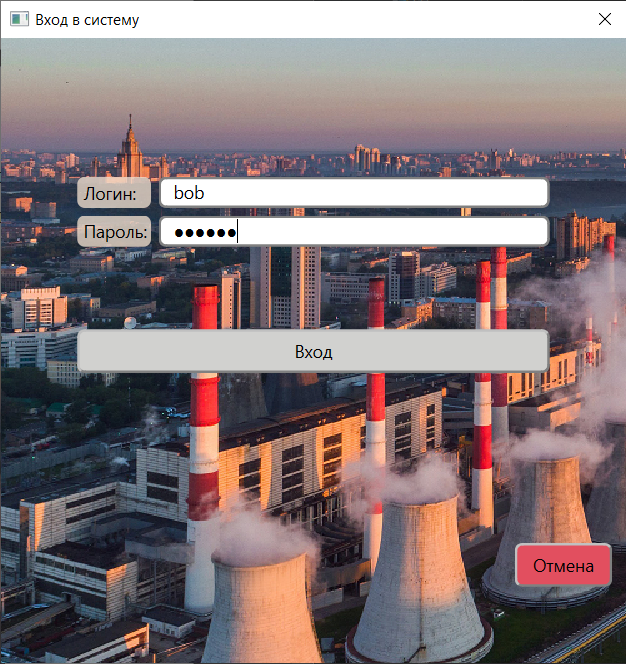 Вход в систему
Логин: bob
Пароль: ●●●●●●
Вход
Отмена